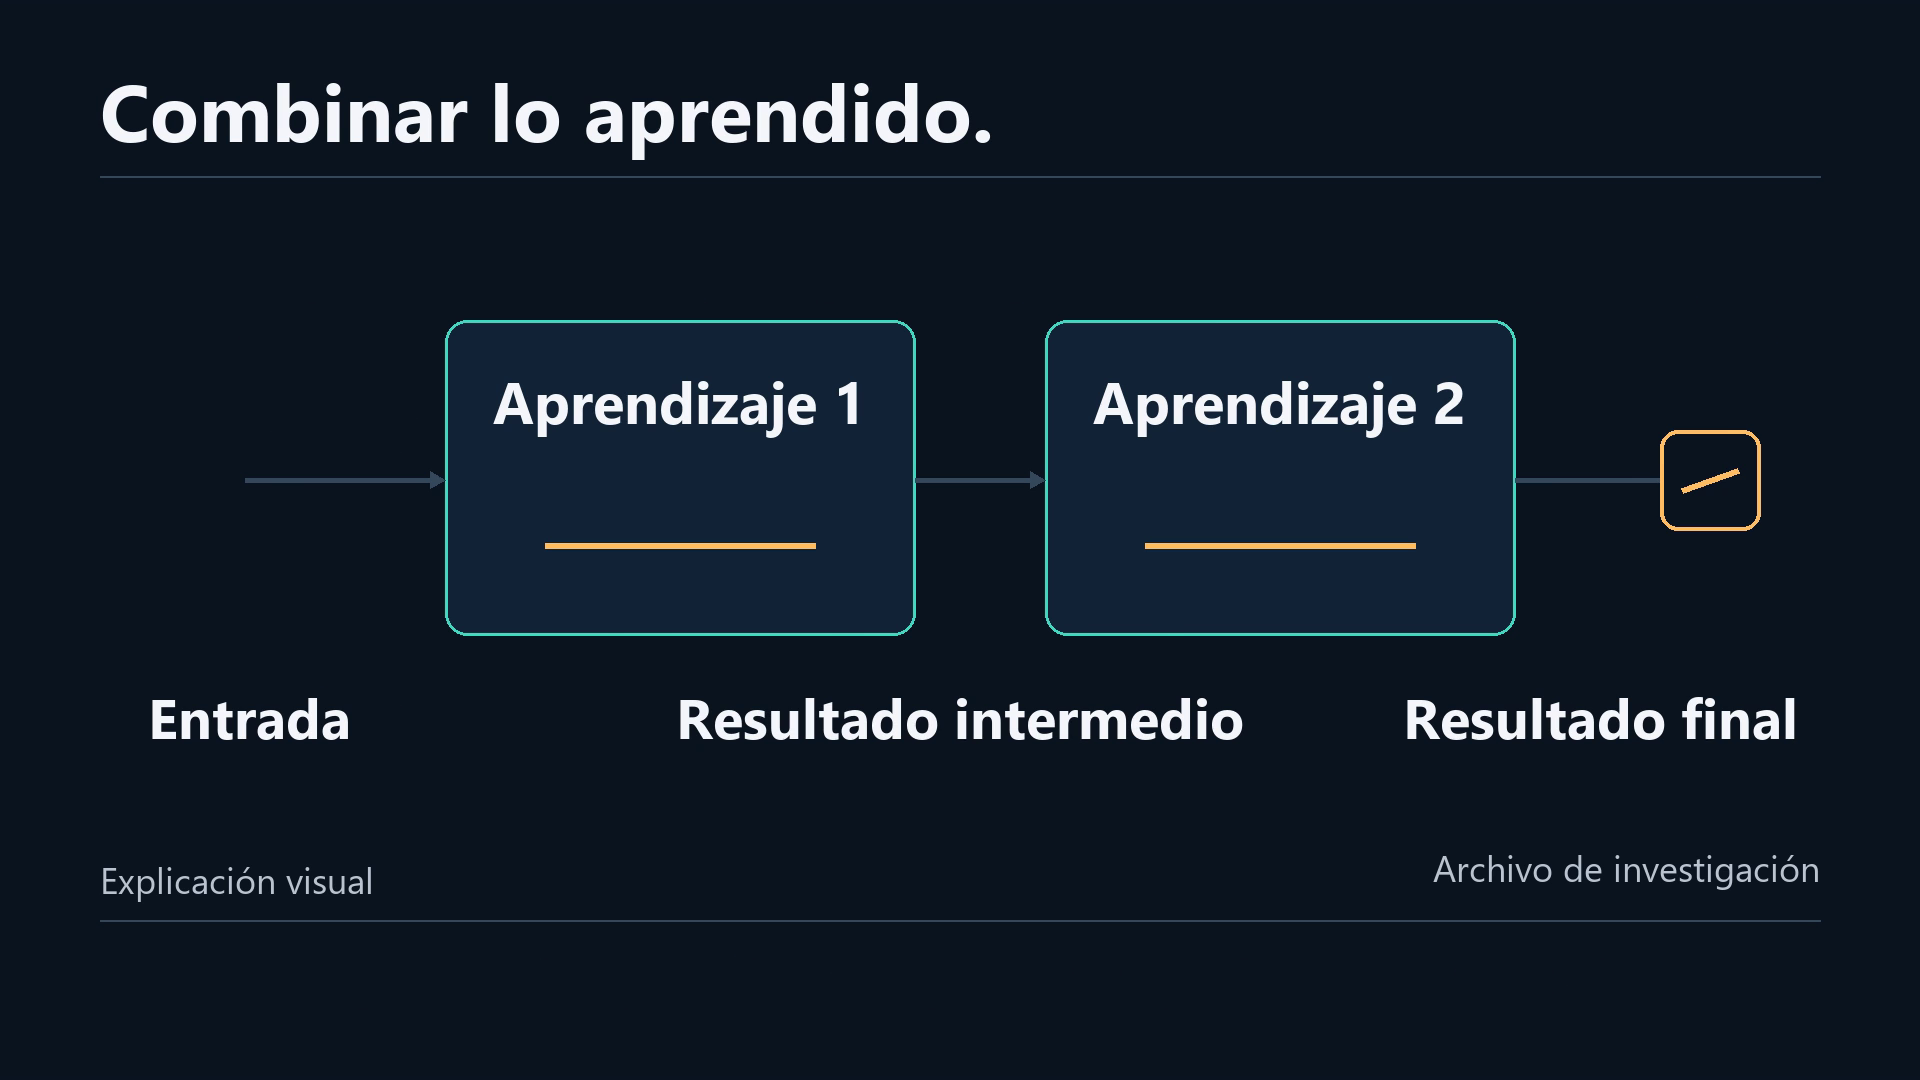 Combinar lo aprendido.
Aprendizaje 1
Aprendizaje 2
Entrada
Resultado intermedio
Resultado final
Explicación visual
Archivo de investigación